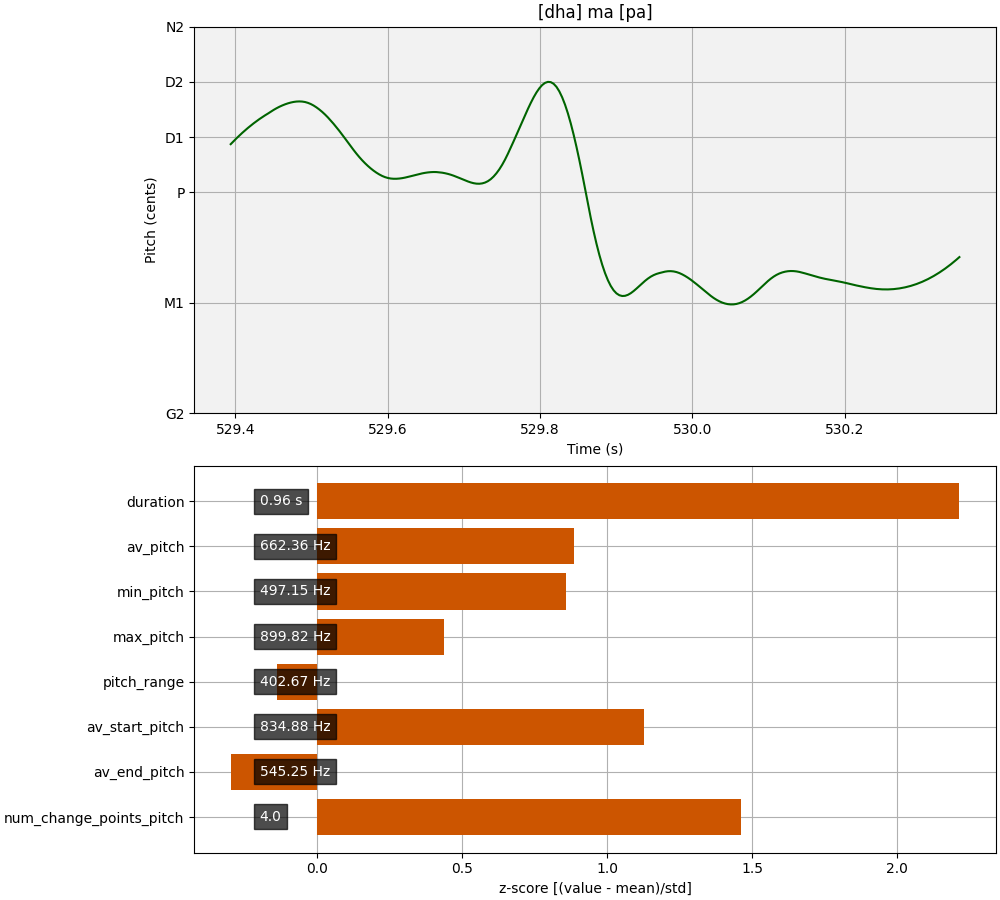 [dha] ma [pa]
N2
D2
D1
P
M1
G2
Pitch (cents)
529.4 529.6 529.8 530.0 530.2
Time (s)
duration 0.96 s
av_pitch 662.36 Hz
min_pitch 497.15 Hz
max_pitch 899.82 Hz
pitch_range 402.67 Hz
av_start_pitch 834.88 Hz
av_end_pitch 545.25 Hz
num_change_points_pitch 4.0
0.0 0.5 1.0 1.5 2.0
z-score [(value - mean)/std]